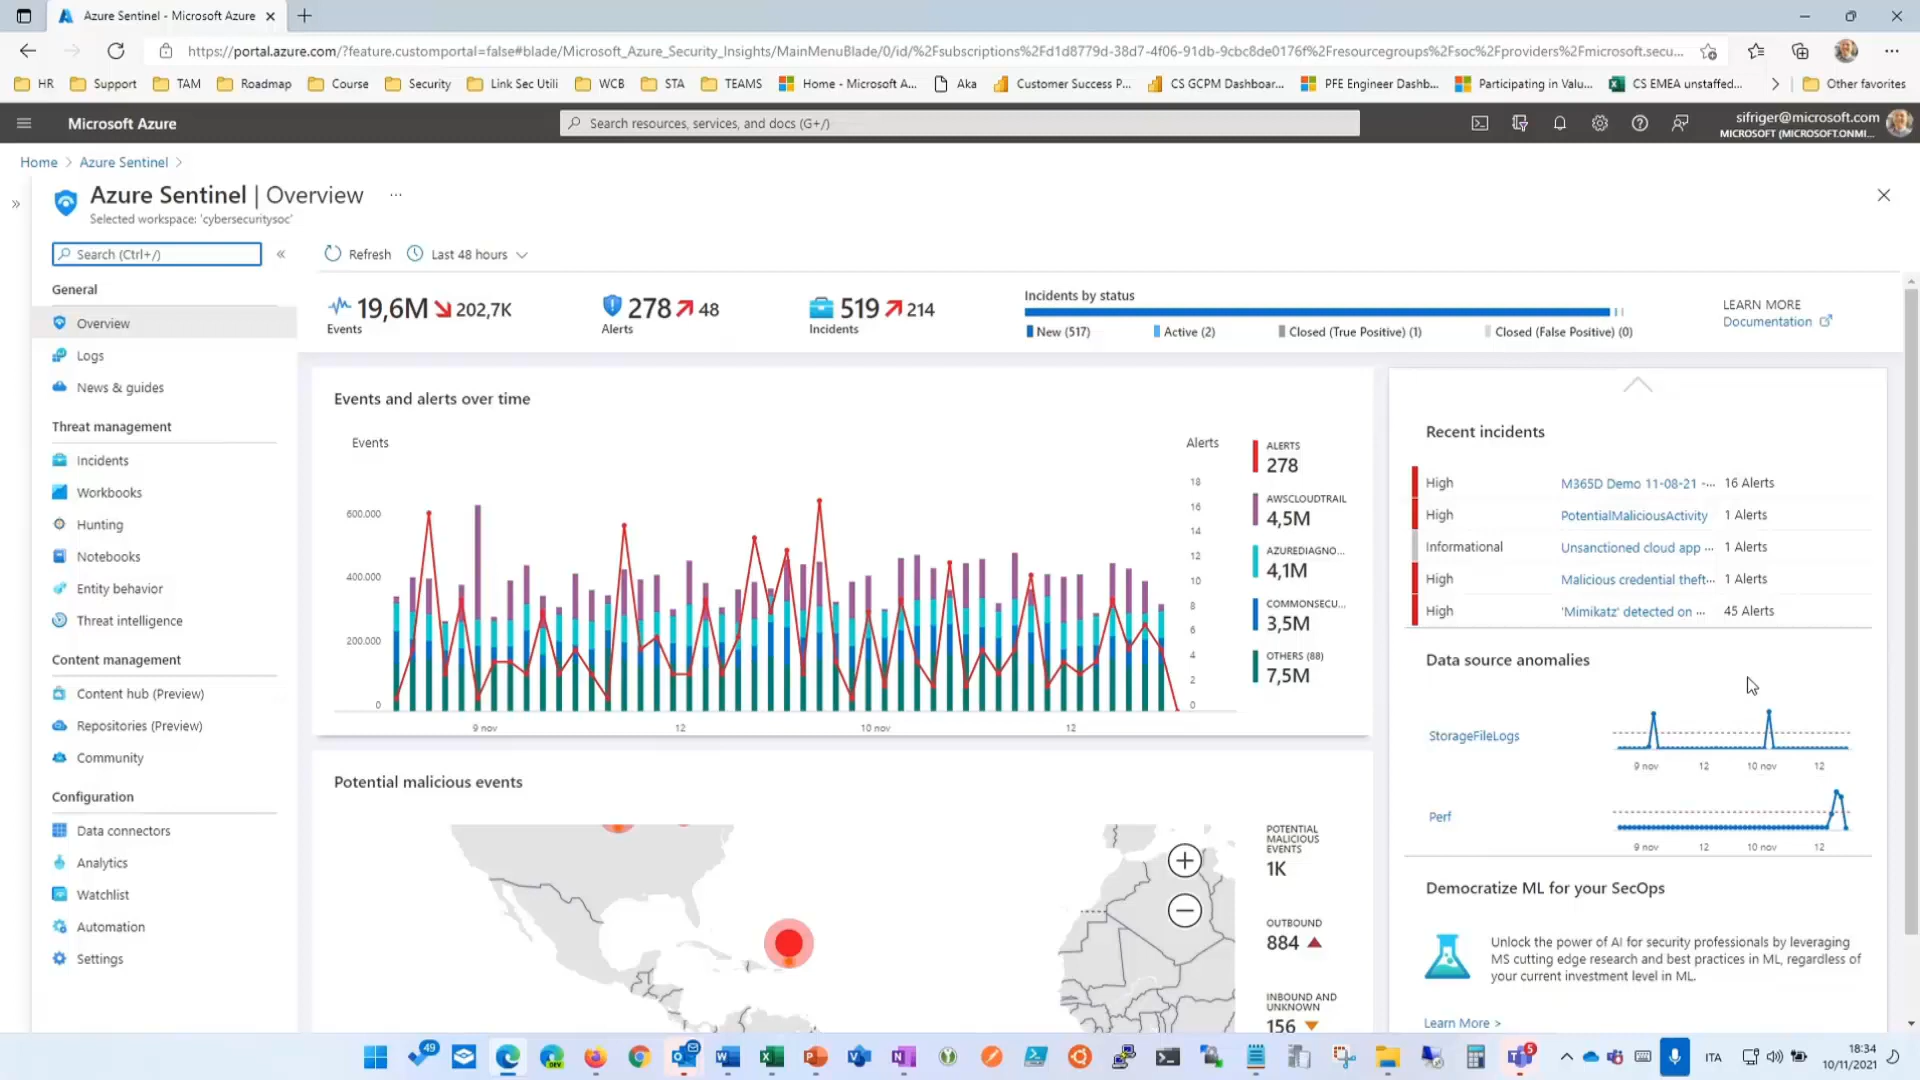 Azure Sentinel - Microsoft Azure
https://portal.azure.com/?feature.customportal=false#blade/Microsoft_Azure_Security_Insights/MainMenuBlade/0/id/%2Fsubscriptions%2Fd1d8779d-38d7-4f06-91db-9cbc8de0176f%2Fresourcegroups%2Fsoc%2Fproviders%2Fmicrosoft.secu...
HR Support TAM Roadmap Course Security Link Sec Utili WCB STA TEAMS Home - Microsoft A... Aka Customer Success P... CS GCPM Dashboar... PFE Engineer Dashb... Participating in Valu... CS EMEA unstaffed... Other favorites
Microsoft Azure
Search resources, services, and docs (G+/)
sifriger@microsoft.com
MICROSOFT (MICROSOFT.ONMI...
Home > Azure Sentinel >
Azure Sentinel | Overview ...
Selected workspace: 'cybersecuritysoc'
Search (Ctrl+/)
General
Overview
Logs
News & guides
Threat management
Incidents
Workbooks
Hunting
Notebooks
Entity behavior
Threat intelligence
Content management
Content hub (Preview)
Repositories (Preview)
Community
Configuration
Data connectors
Analytics
Watchlist
Automation
Settings
Refresh Last 48 hours
19,6M 202,7K
Events
278 48
Alerts
519 214
Incidents
Incidents by status
New (517) Active (2) Closed (True Positive) (1) Closed (False Positive) (0)
LEARN MORE
Documentation
Events and alerts over time
Events
Alerts
600.000
400.000
200.000
0
18
16
14
12
10
8
6
4
2
0
9 nov 12 10 nov 12
ALERTS
278
AWSCLOUDTRAIL
4,5M
AZUREDIAGNO...
4,1M
COMMONSECU...
3,5M
OTHERS (88)
7,5M
Potential malicious events
POTENTIAL
MALICIOUS
EVENTS
1K
OUTBOUND
884
INBOUND AND
UNKNOWN
156
Recent incidents
High M365D Demo 11-08-21 -... 16 Alerts
High PotentialMaliciousActivity 1 Alerts
Informational Unsanctioned cloud app ... 1 Alerts
High Malicious credential theft... 1 Alerts
High 'Mimikatz' detected on ... 45 Alerts
Data source anomalies
StorageFileLogs
9 nov 12 10 nov 12
Perf
9 nov 12 10 nov 12
Democratize ML for your SecOps
Unlock the power of AI for security professionals by leveraging
MS cutting edge research and best practices in ML, regardless of
your current investment level in ML.
Learn More >
49
DEV
5
ITA
18:34
10/11/2021